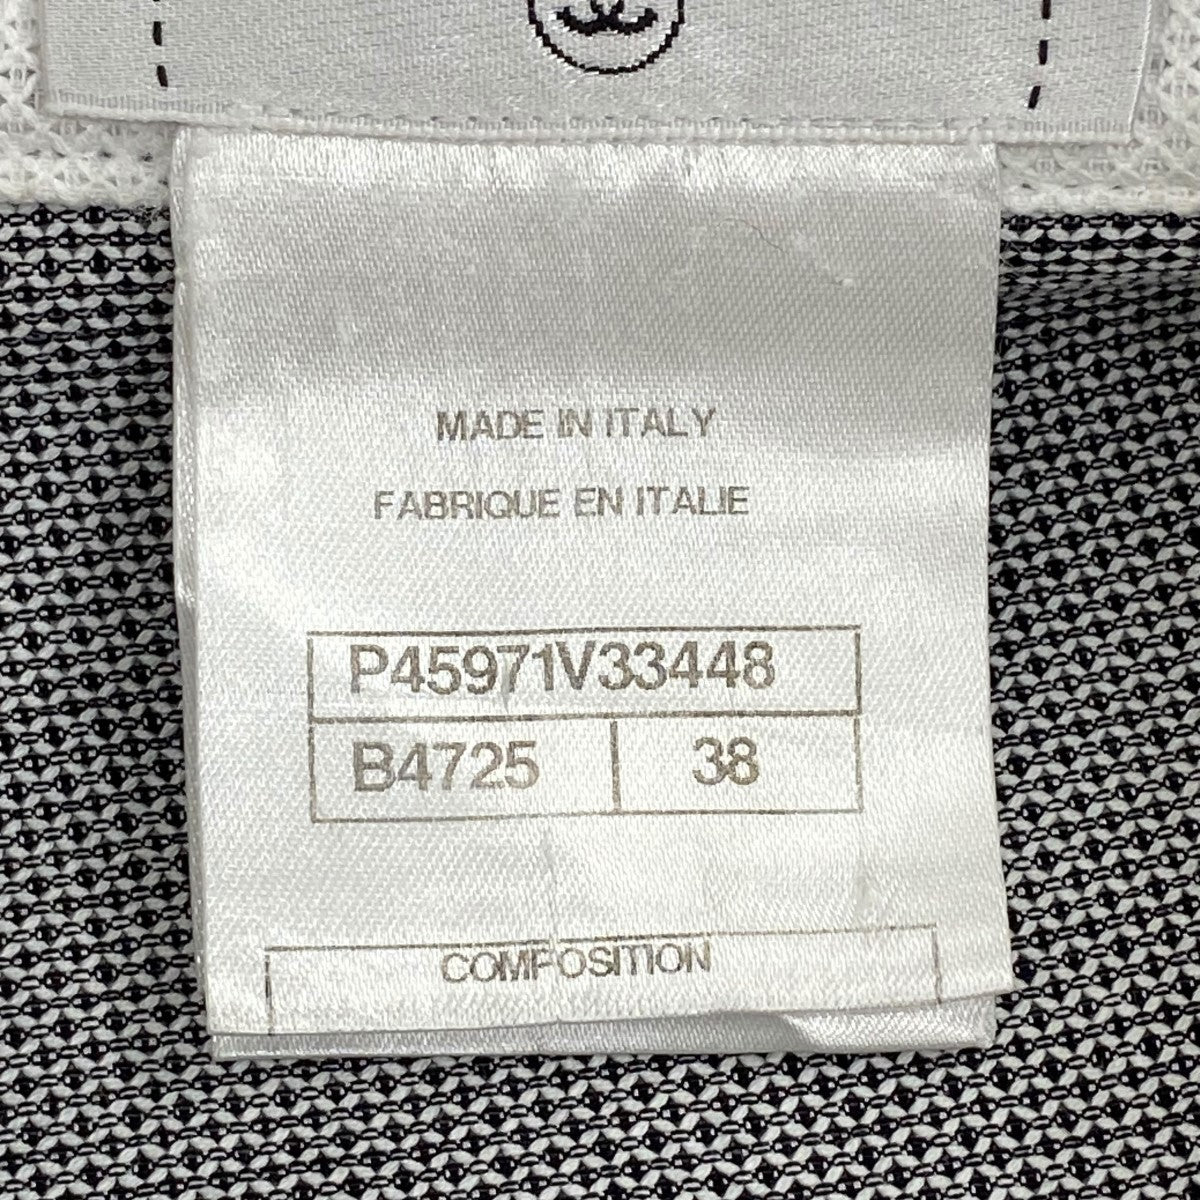 MADE IN ITALY
FABRIQUE EN ITALIE
P45971V33448
B4725 38
COMPOSITION